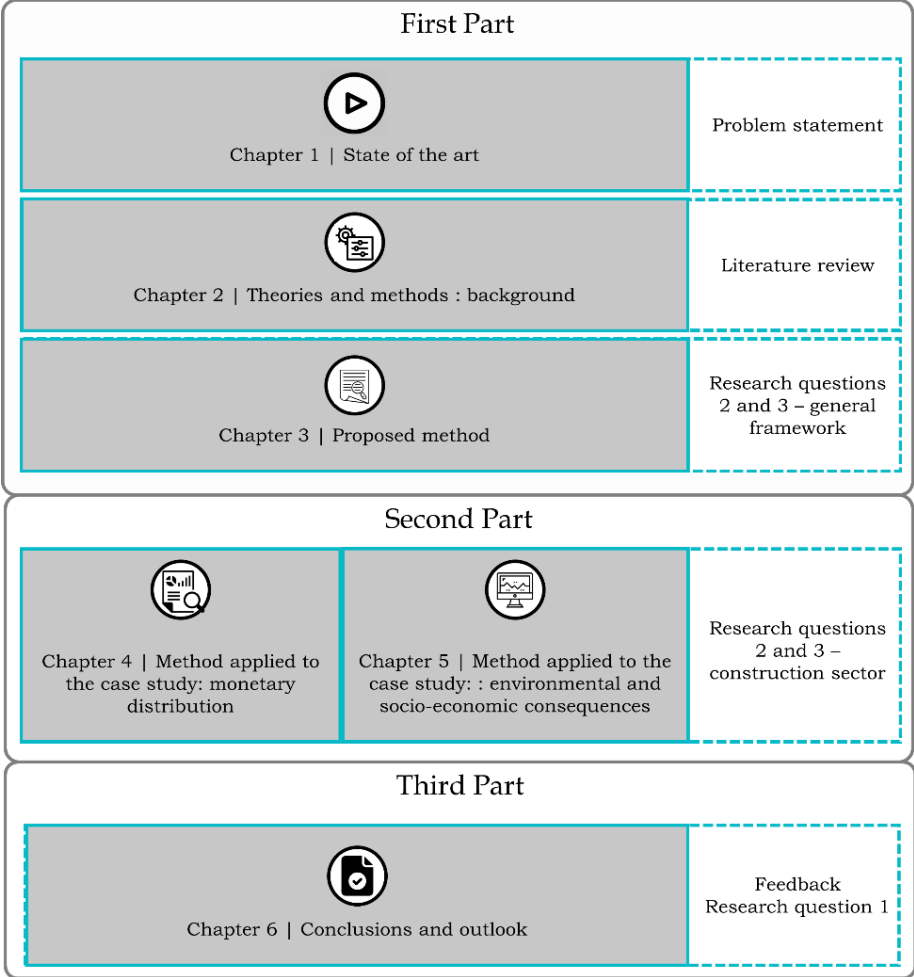 First Part
Chapter 1 | State of the art
Problem statement
Chapter 2 | Theories and methods : background
Literature review
Chapter 3 | Proposed method
Research questions
2 and 3 – general
framework
Second Part
Chapter 4 | Method applied to
the case study: monetary
distribution
Chapter 5 | Method applied to the
case study: : environmental and
socio-economic consequences
Research questions
2 and 3 –
construction sector
Third Part
Chapter 6 | Conclusions and outlook
Feedback
Research question 1